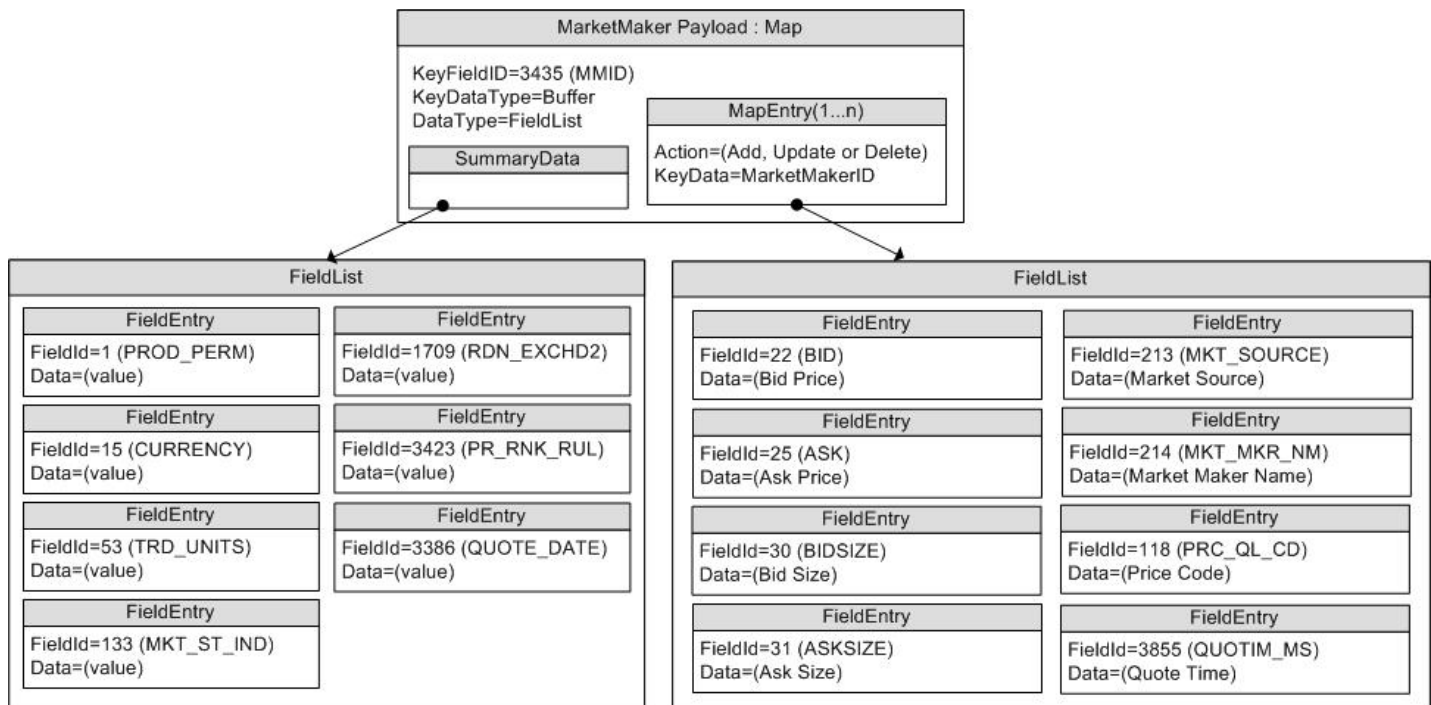 MarketMaker Payload : Map
KeyFieldID=3435 (MMID)
KeyDataType=Buffer
DataType=FieldList
SummaryData
MapEntry(1...n)
Action=(Add, Update or Delete)
KeyData=MarketMakerID
FieldList
FieldEntry
FieldId=1 (PROD_PERM)
Data=(value)
FieldEntry
FieldId=1709 (RDN_EXCHD2)
Data=(value)
FieldEntry
FieldId=15 (CURRENCY)
Data=(value)
FieldEntry
FieldId=3423 (PR_RNK_RUL)
Data=(value)
FieldEntry
FieldId=53 (TRD_UNITS)
Data=(value)
FieldEntry
FieldId=3386 (QUOTE_DATE)
Data=(value)
FieldEntry
FieldId=133 (MKT_ST_IND)
Data=(value)
FieldList
FieldEntry
FieldId=22 (BID)
Data=(Bid Price)
FieldEntry
FieldId=213 (MKT_SOURCE)
Data=(Market Source)
FieldEntry
FieldId=25 (ASK)
Data=(Ask Price)
FieldEntry
FieldId=214 (MKT_MKR_NM)
Data=(Market Maker Name)
FieldEntry
FieldId=30 (BIDSIZE)
Data=(Bid Size)
FieldEntry
FieldId=118 (PRC_QL_CD)
Data=(Price Code)
FieldEntry
FieldId=31 (ASKSIZE)
Data=(Ask Size)
FieldEntry
FieldId=3855 (QUOTIM_MS)
Data=(Quote Time)